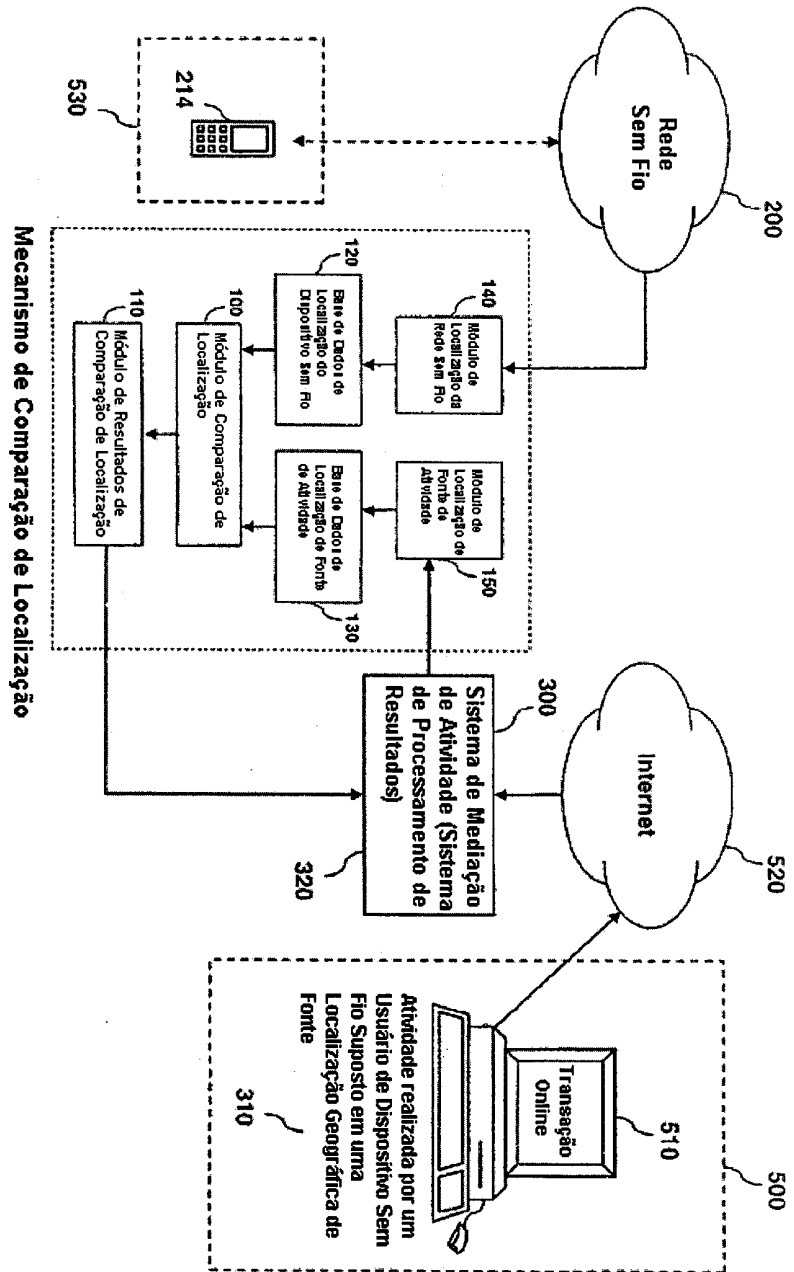 Rede
Sem Fio
200
214
530
140
Módulo de
Localização da
Rede Sem Fio
120
Base de Dados de
Localização do
Dispositivo Sem Fio
100
Módulo de Comparação de
Localização
110
Módulo de Resultados de
Comparação de Localização
Módulo de
Localização de
Fonte de
Atividade
150
Base de Dados de
Localização de Fonte
de Atividade
130
Mecanismo de Comparação de Localização
Internet
520
300
Sistema de Mediação
de Atividade (Sistema
de Processamento de
Resultados)
320
500
510
Transação
Online
Atividade realizada por um
Usuário de Dispositivo Sem
Fio Suposto em uma
Localização Geográfica de
Fonte
310